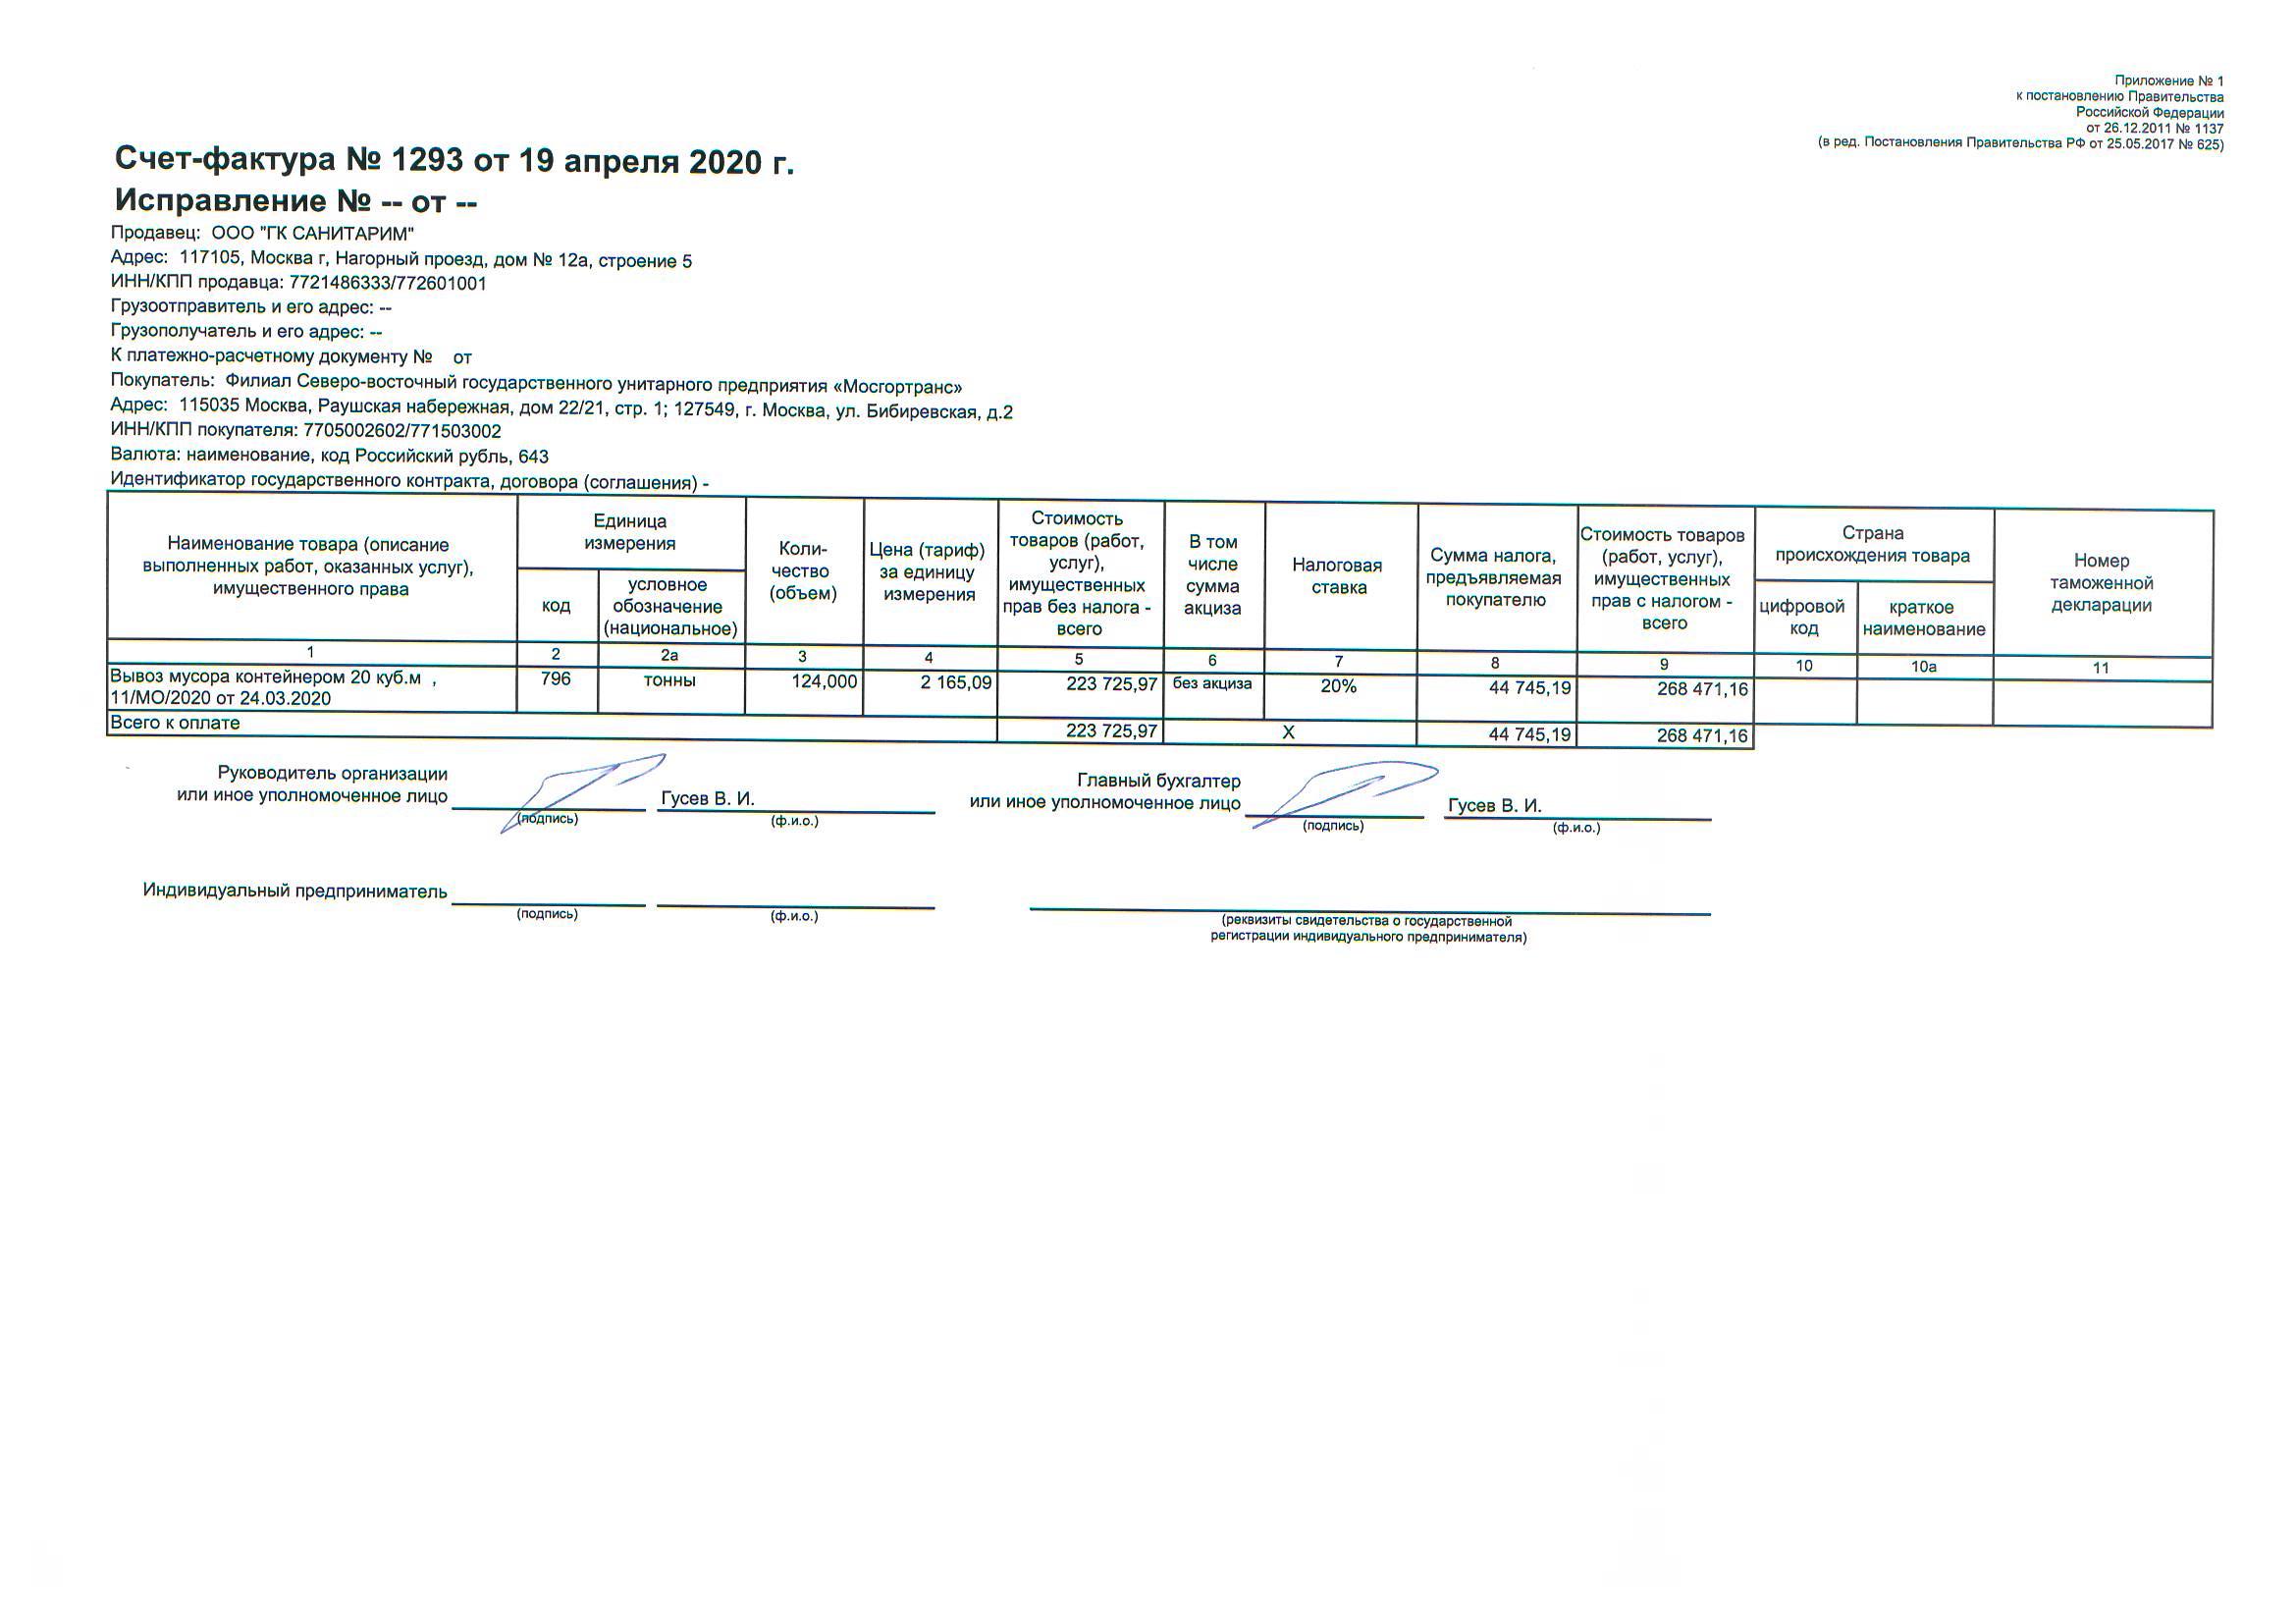 Приложение № 1
к постановлению Правительства
Российской Федерации
от 26.12.2011 № 1137
(в ред. Постановления Правительства РФ от 25.05.2017 № 625)
Счет-фактура № 1293 от 19 апреля 2020 г.
Исправление № -- от --
Продавец: ООО "ГК САНИТАРИМ"
Адрес: 117105, Москва г, Нагорный проезд, дом № 12а, строение 5
ИНН/КПП продавца: 7721486333/772601001
Грузоотправитель и его адрес: --
Грузополучатель и его адрес: --
К платежно-расчетному документу № от
Покупатель: Филиал Северо-восточный государственного унитарного предприятия «Мосгортранс»
Адрес: 115035 Москва, Раушская набережная, дом 22/21, стр. 1; 127549, г. Москва, ул. Бибиревская, д.2
ИНН/КПП покупателя: 7705002602/771503002
Валюта: наименование, код Российский рубль, 643
Идентификатор государственного контракта, договора (соглашения) -
Наименование товара (описание
выполненных работ, оказанных услуг),
имущественного права
Единица
измерения
код
условное
обозначение
(национальное)
Коли-
чество
(объем)
Цена (тариф)
за единицу
измерения
Стоимость
товаров (работ,
услуг),
имущественных
прав без налога -
всего
В том
числе
сумма
акциза
Налоговая
ставка
Сумма налога,
предъявляемая
покупателю
Стоимость товаров
(работ, услуг),
имущественных
прав с налогом -
всего
Страна
происхождения товара
цифровой
код
краткое
наименование
Номер
таможенной
декларации
1 2 2а 3 4 5 6 7 8 9 10 10а 11
Вывоз мусора контейнером 20 куб.м , 796 тонны 124,000 2 165,09 223 725,97 без акциза 20% 44 745,19 268 471,16
11/МО/2020 от 24.03.2020
Всего к оплате 223 725,97 Х 44 745,19 268 471,16
Руководитель организации
или иное уполномоченное лицо Гусев В. И.
(подпись) (ф.и.о.)
Главный бухгалтер
или иное уполномоченное лицо Гусев В. И.
(подпись) (ф.и.о.)
Индивидуальный предприниматель
(подпись) (ф.и.о.)
(реквизиты свидетельства о государственной
регистрации индивидуального предпринимателя)